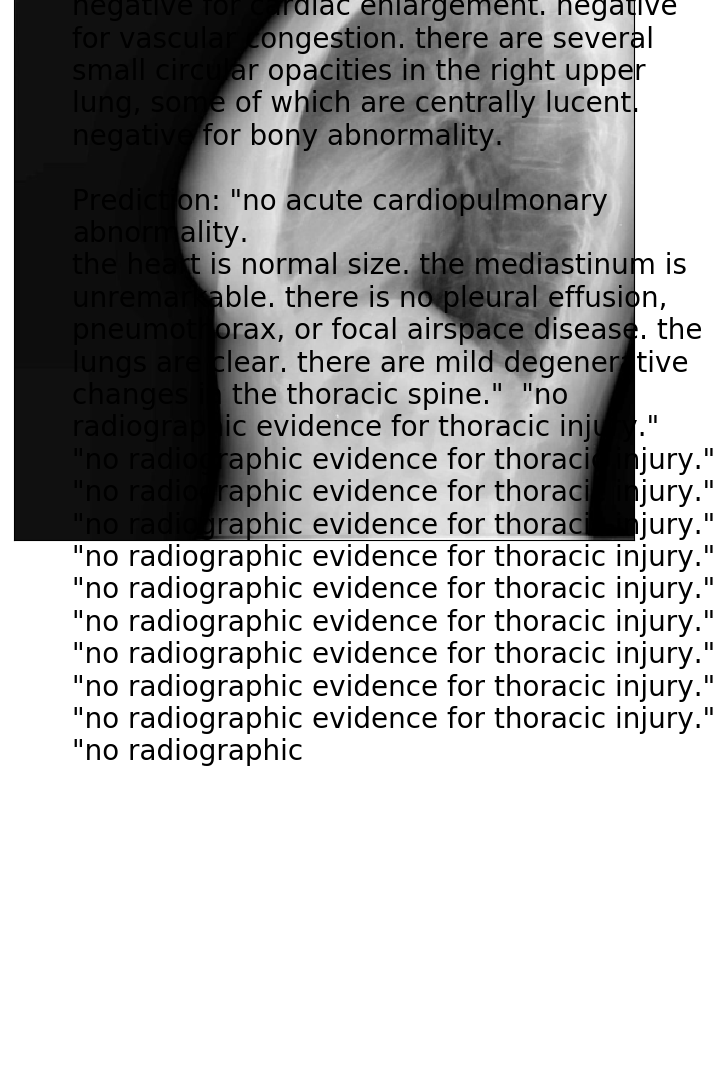 negative for cardiac enlargement. negative
for vascular congestion. there are several
small circular opacities in the right upper
lung, some of which are centrally lucent.
negative for bony abnormality.
Prediction: "no acute cardiopulmonary
abnormality.
the heart is normal size. the mediastinum is
unremarkable. there is no pleural effusion,
pneumothorax, or focal airspace disease. the
lungs are clear. there are mild degenerative
changes in the thoracic spine."  "no
radiographic evidence for thoracic injury."
"no radiographic evidence for thoracic injury."
"no radiographic evidence for thoracic injury."
"no radiographic evidence for thoracic injury."
"no radiographic evidence for thoracic injury."
"no radiographic evidence for thoracic injury."
"no radiographic evidence for thoracic injury."
"no radiographic evidence for thoracic injury."
"no radiographic evidence for thoracic injury."
"no radiographic evidence for thoracic injury."
"no radiographic